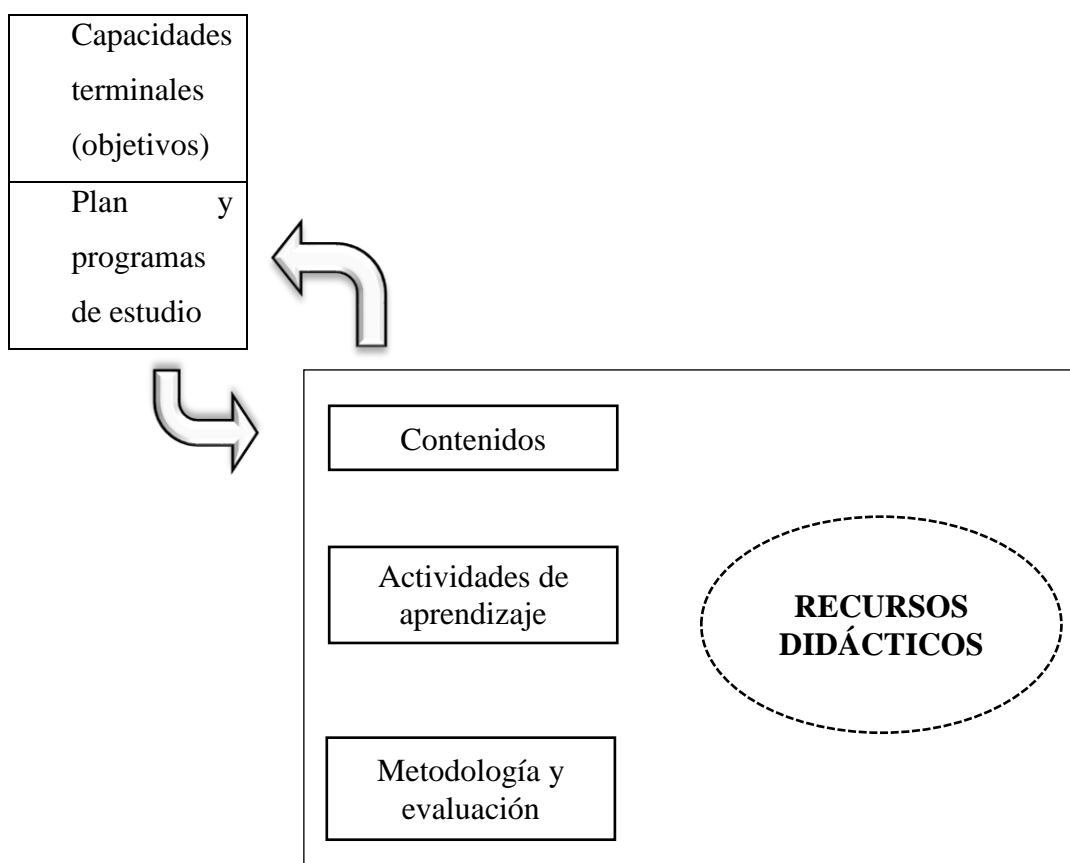 Capacidades
terminales
(objetivos)
Plan y
programas
de estudio
Contenidos
Actividades de
aprendizaje
RECURSOS
DIDÁCTICOS
Metodología y
evaluación